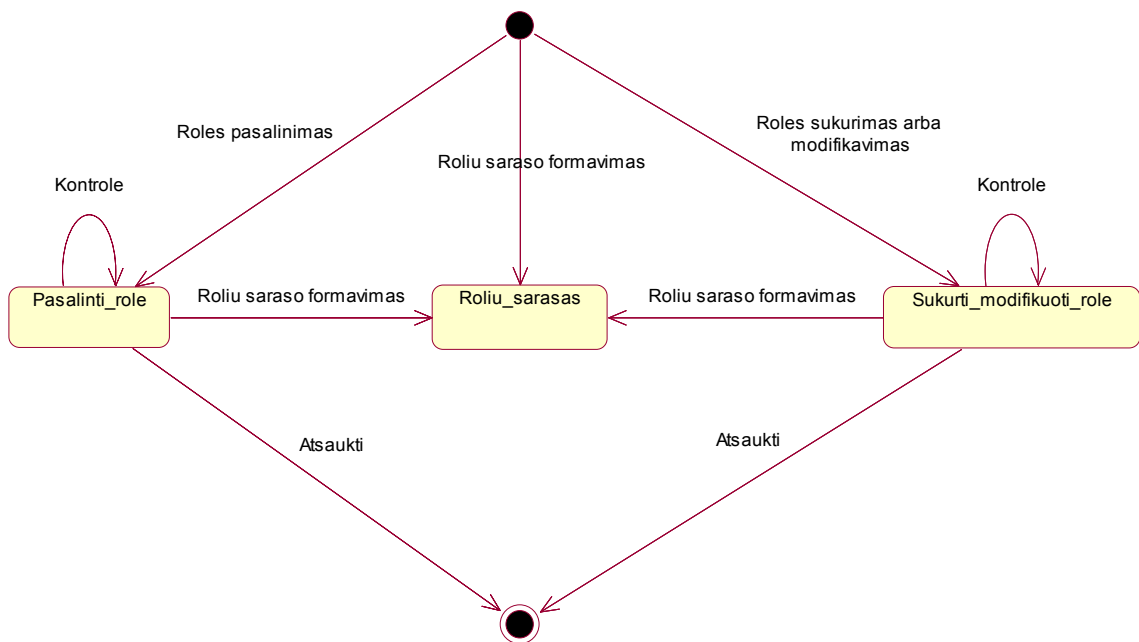 Roles pasalinimas
Roles sukurimas arba
modifikavimas
Roliu saraso formavimas
Kontrole
Kontrole
Pasalinti_role
Roliu saraso formavimas
Roliu_sarasas
Roliu saraso formavimas
Sukurti_modifikuoti_role
Atsaukti
Atsaukti